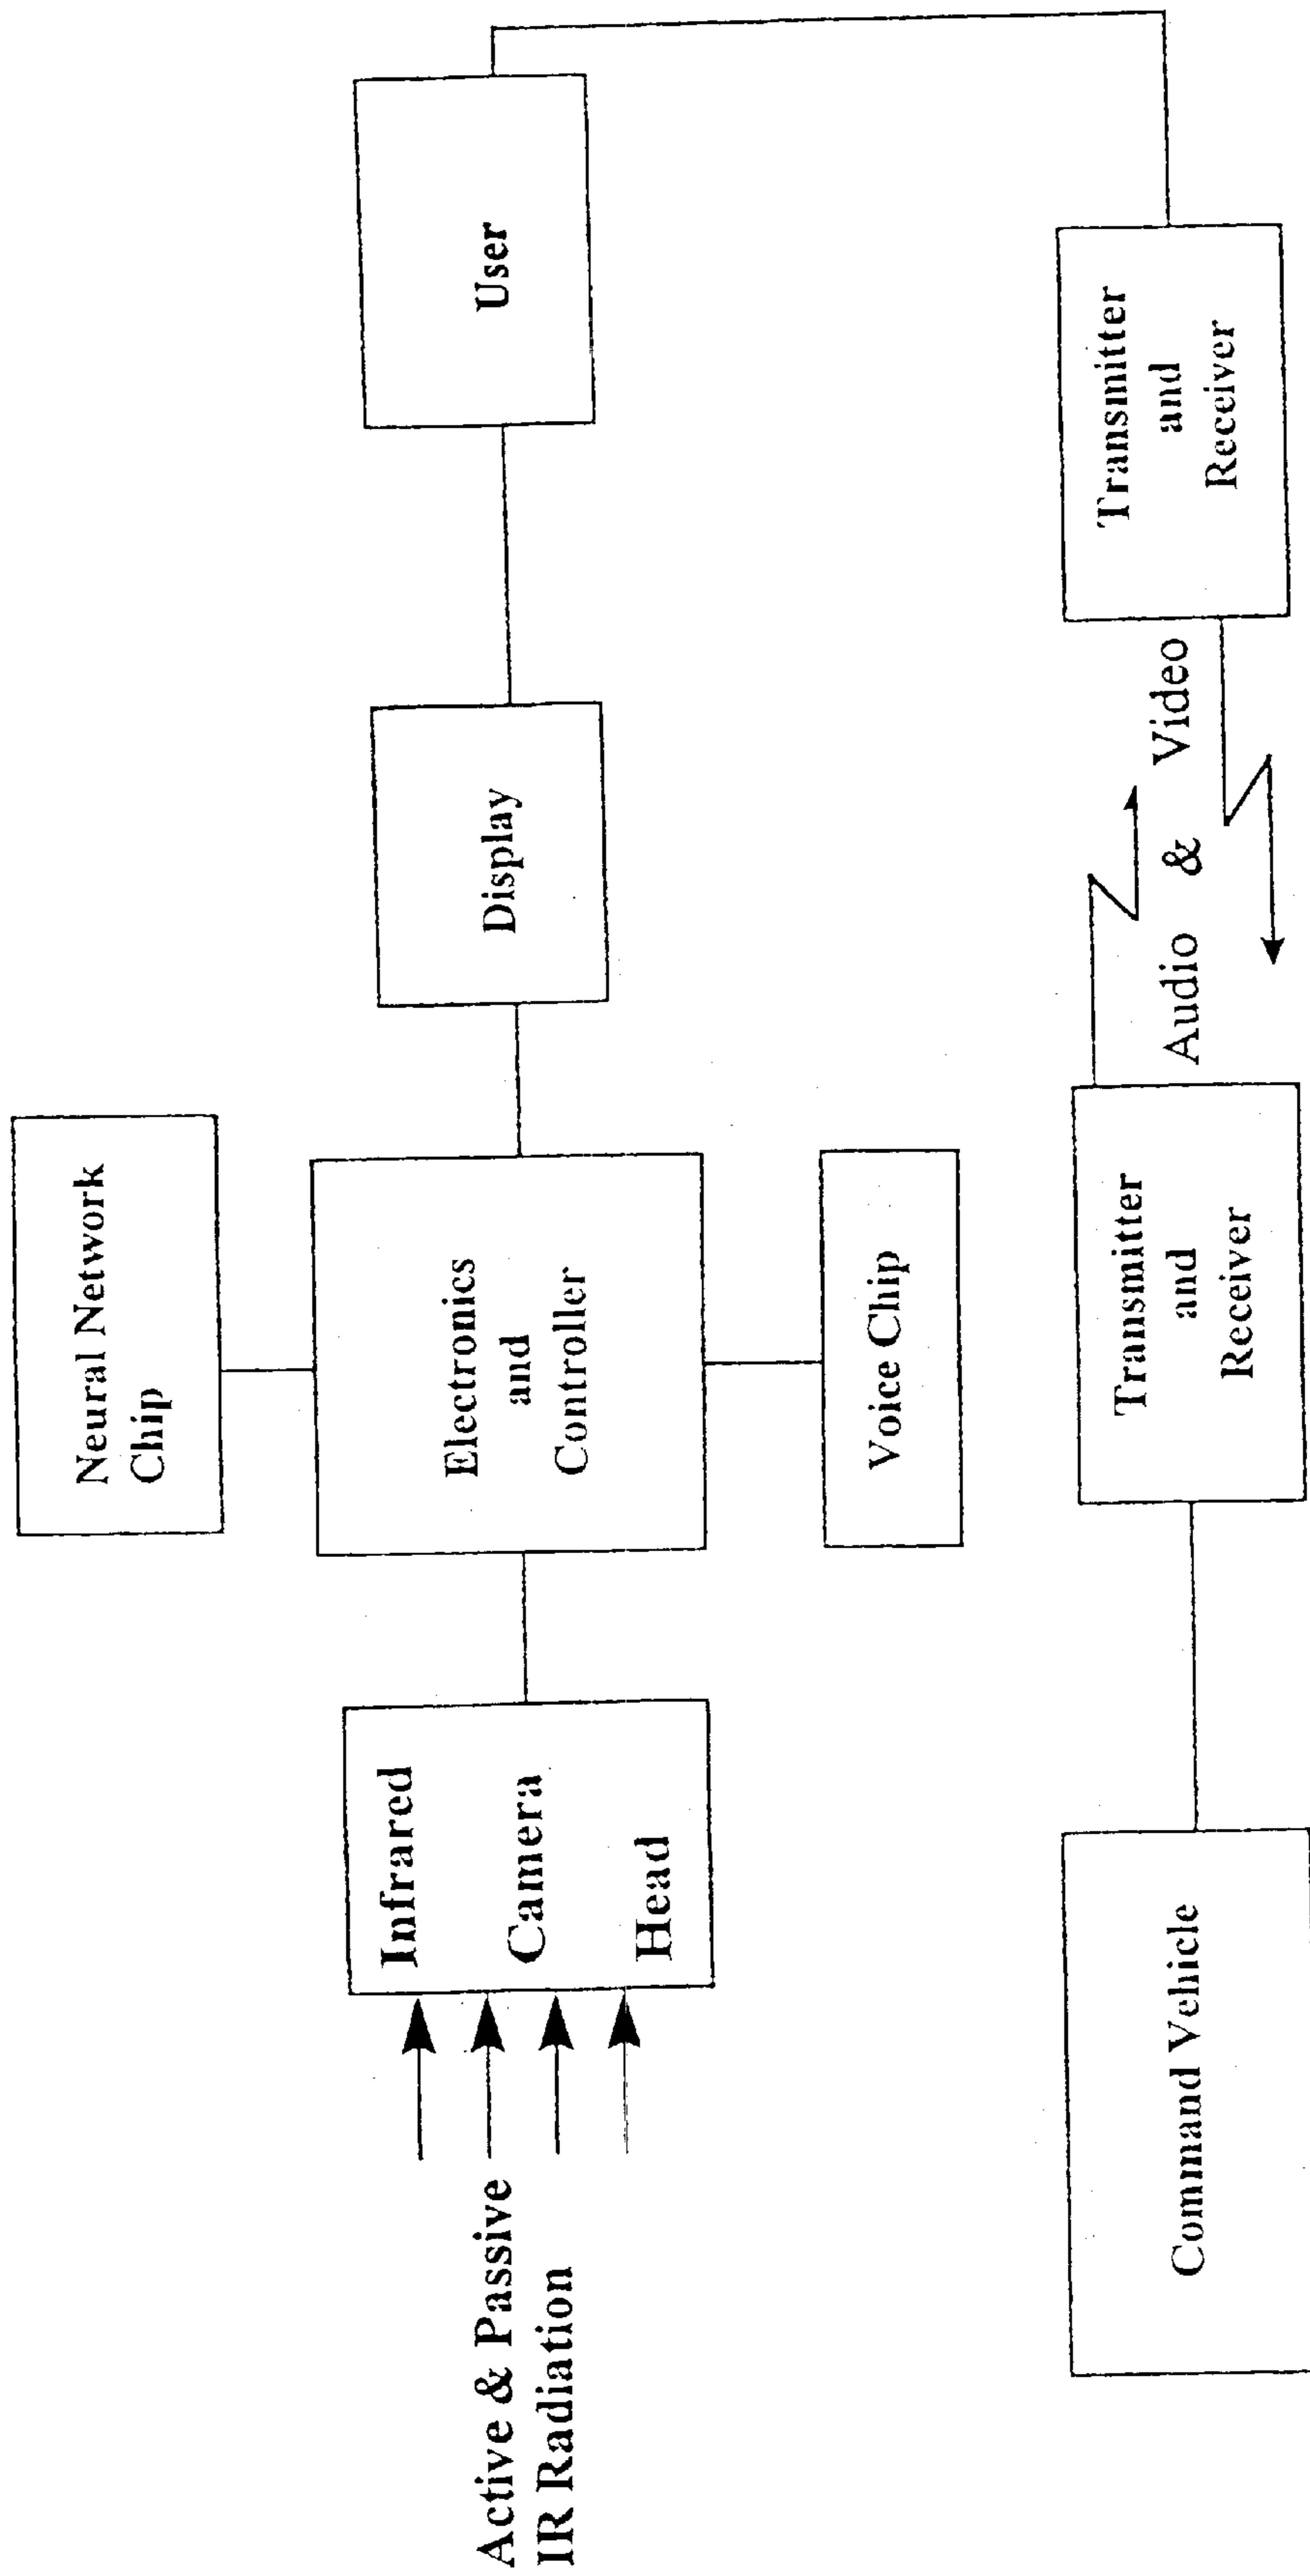 Neural Network
Chip
Active & Passive
IR Radiation
Infrared
Camera
Head
Electronics
and
Controller
Display
User
Voice Chip
Command Vehicle
Transmitter
and
Receiver
Audio & Video
Transmitter
and
Receiver